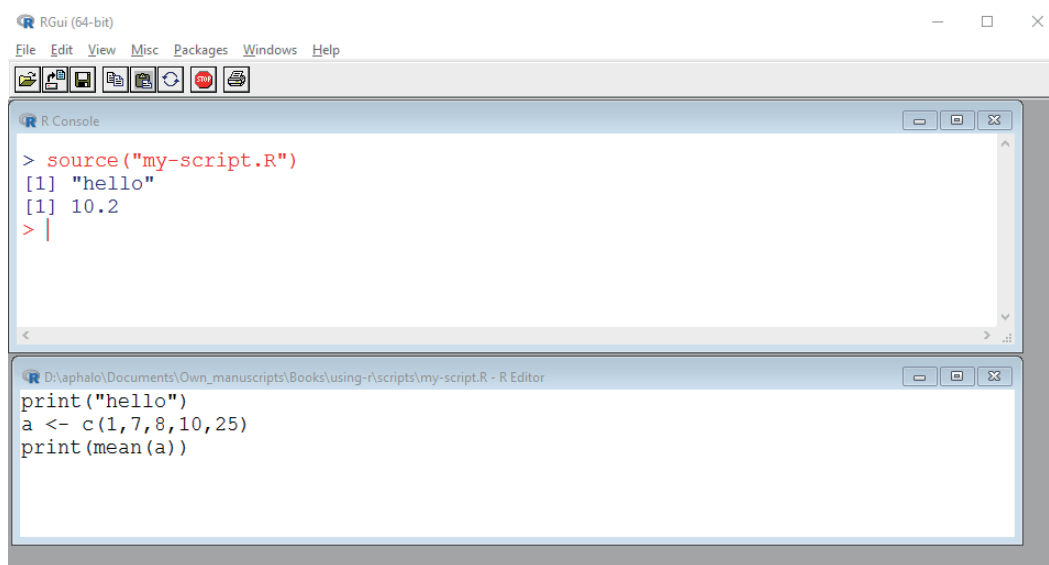 RGui (64-bit)
File Edit View Misc Packages Windows Help
STOP
R Console
> source("my-script.R")
[1] "hello"
[1] 10.2
>
D:\aphalo\Documents\Own_manuscripts\Books\using-r\scripts\my-script.R - R Editor
print("hello")
a <- c(1,7,8,10,25)
print(mean(a))